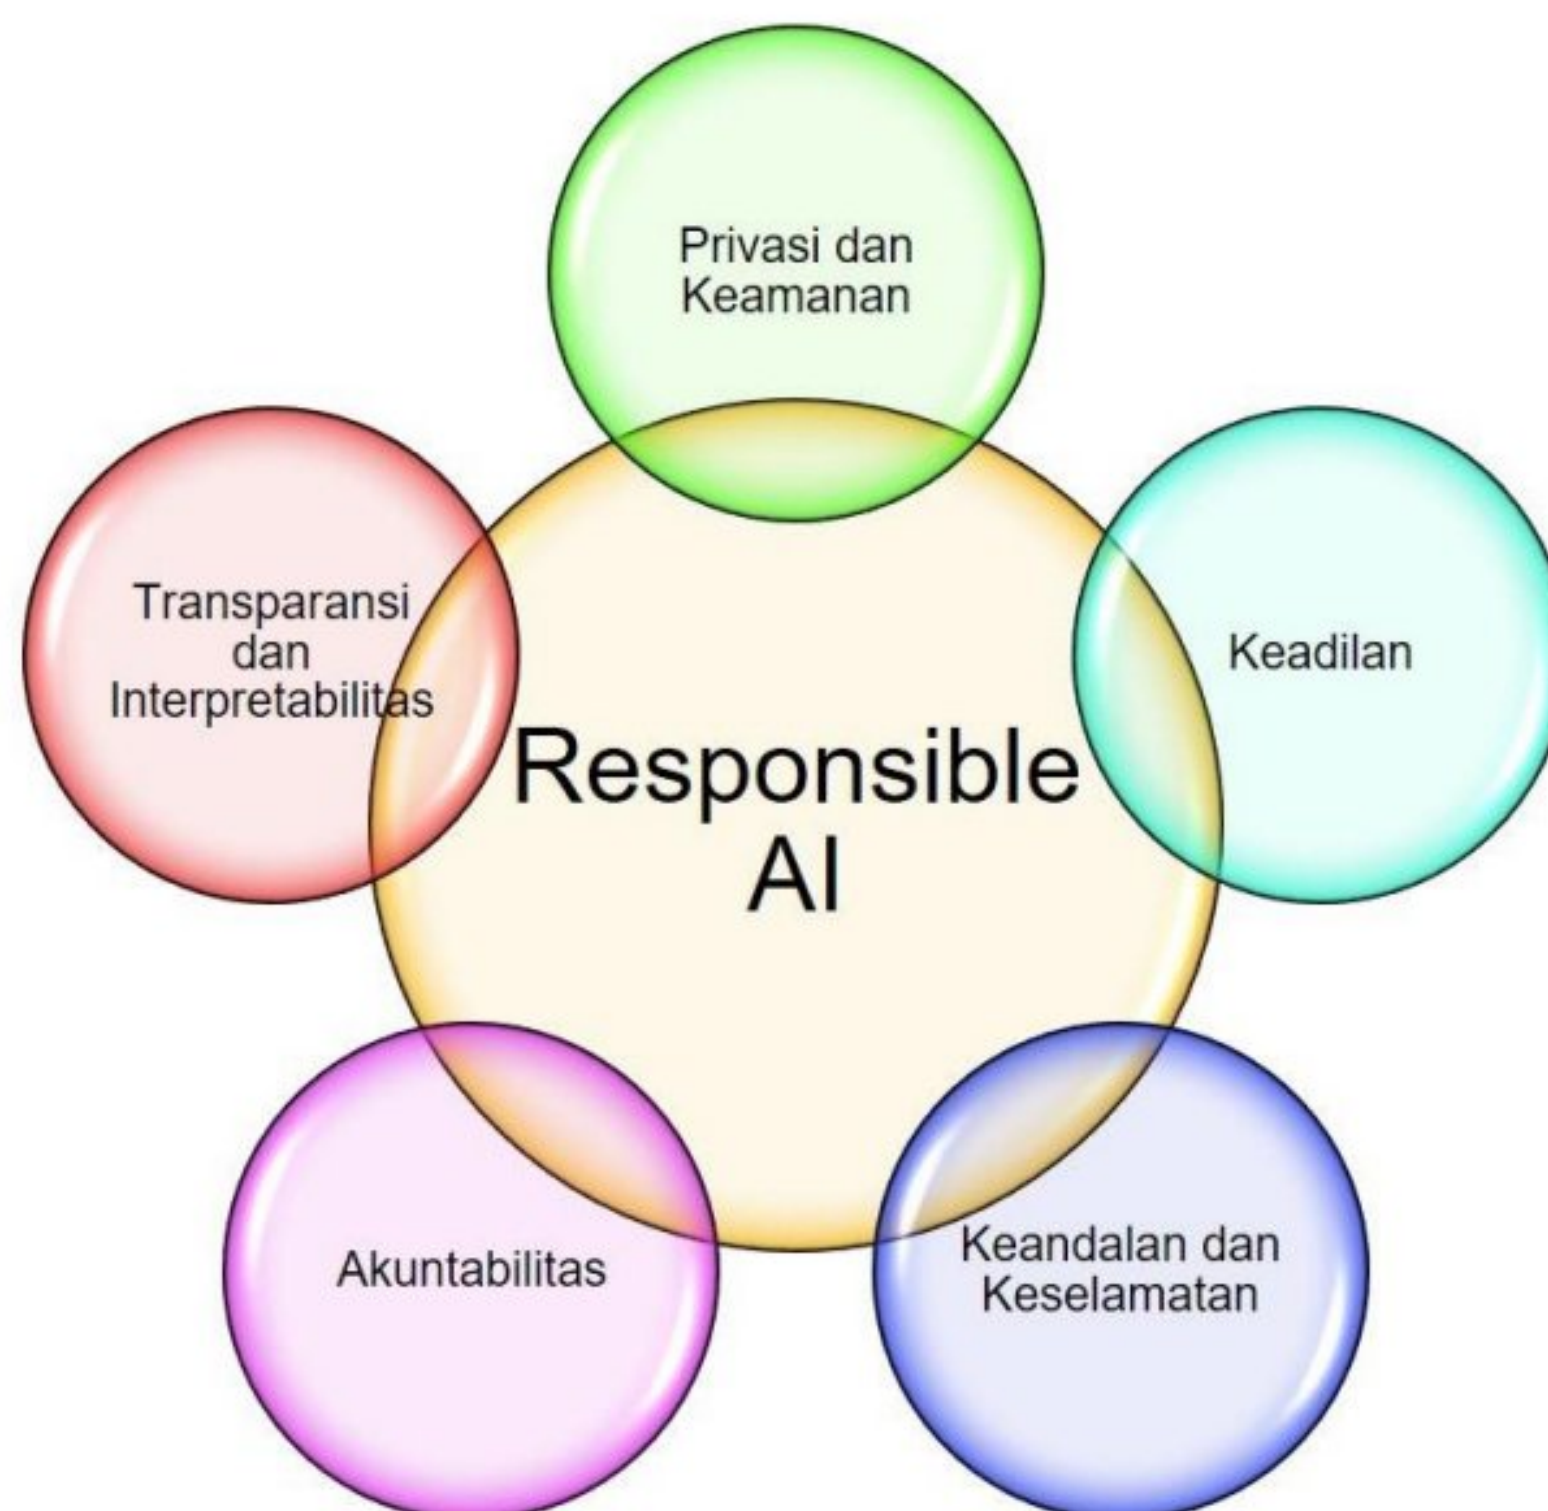 Privasi dan
Keamanan
Transparansi
dan
Interpretabilitas
Keadilan
Responsible
AI
Akuntabilitas
Keandalan dan
Keselamatan